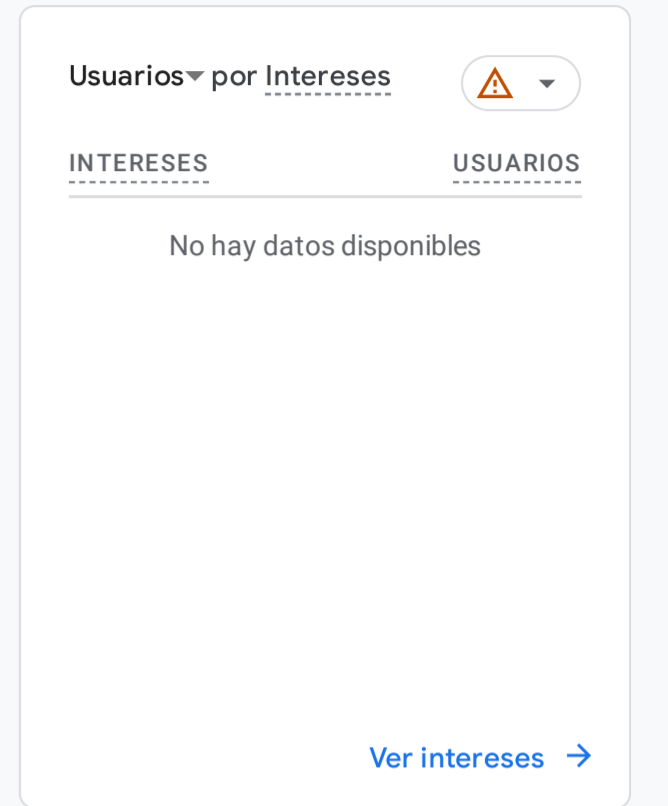 Usuarios por Intereses
INTERESES USUARIOS
No hay datos disponibles
Ver intereses